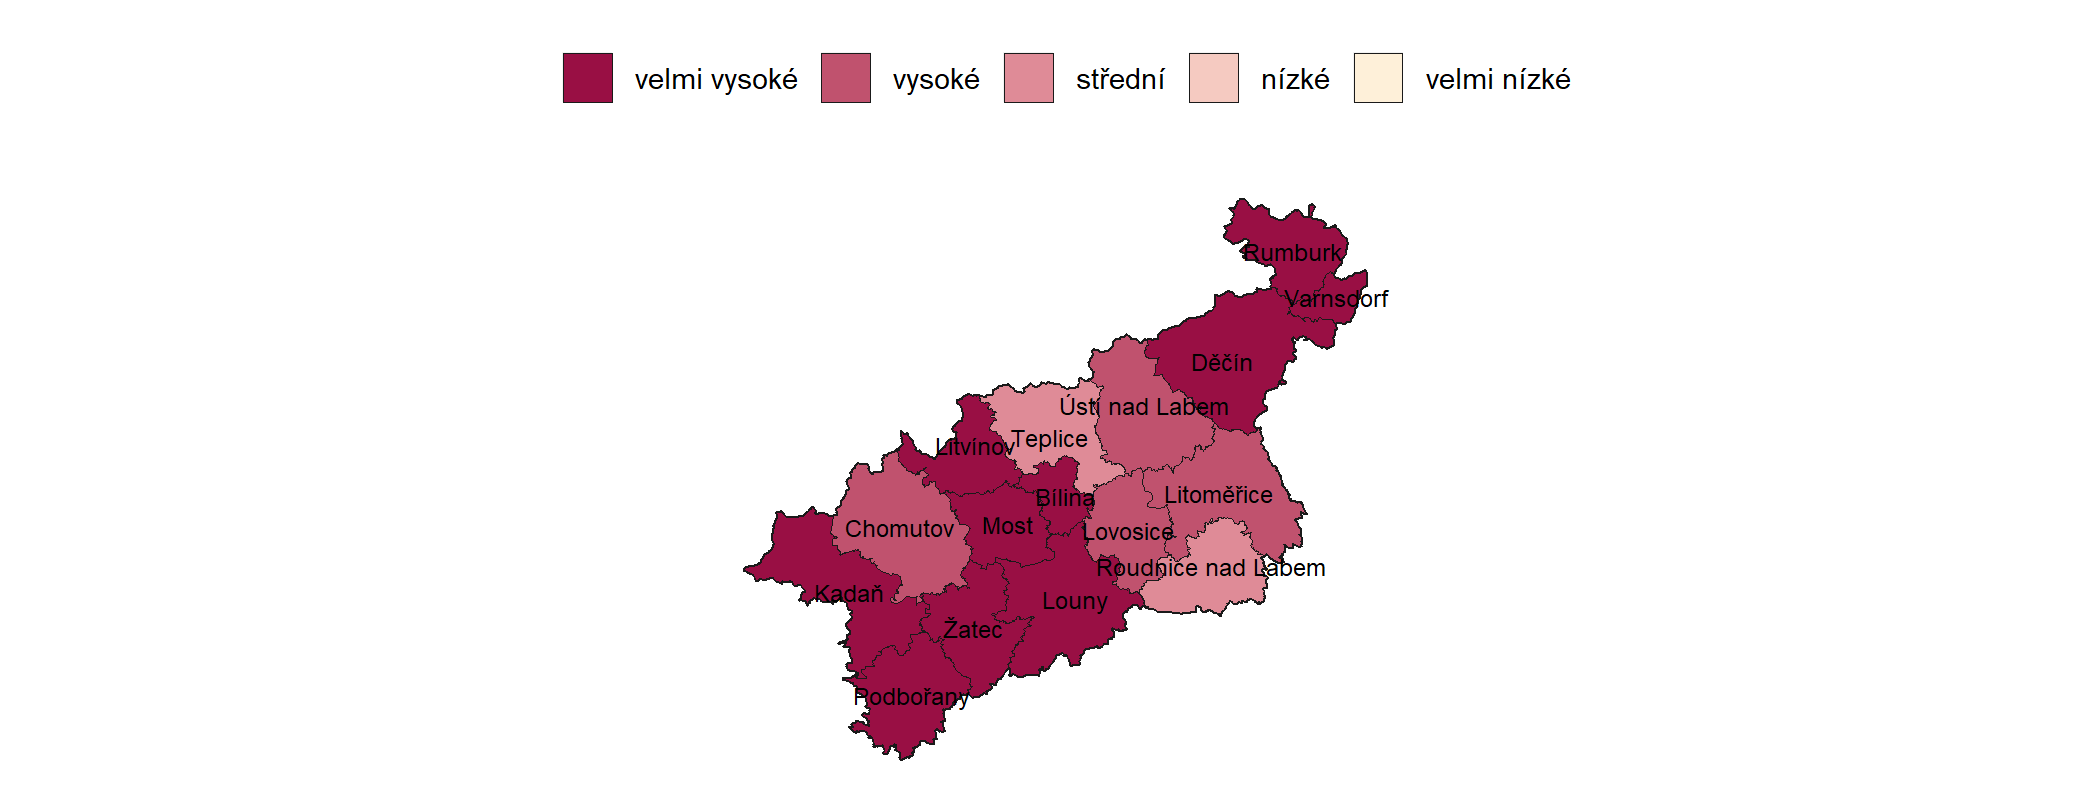 velmi vysoké
vysoké
střední
nízké
velmi nízké
Rumburk
Varnsdorf
Děčín
Ústí nad Labem
Teplice
Litvínov
Litoměřice
Bílina
Most
Chomutov
Lovosice
Roudnice nad Labem
Kadaň
Louny
Žatec
Podbořany